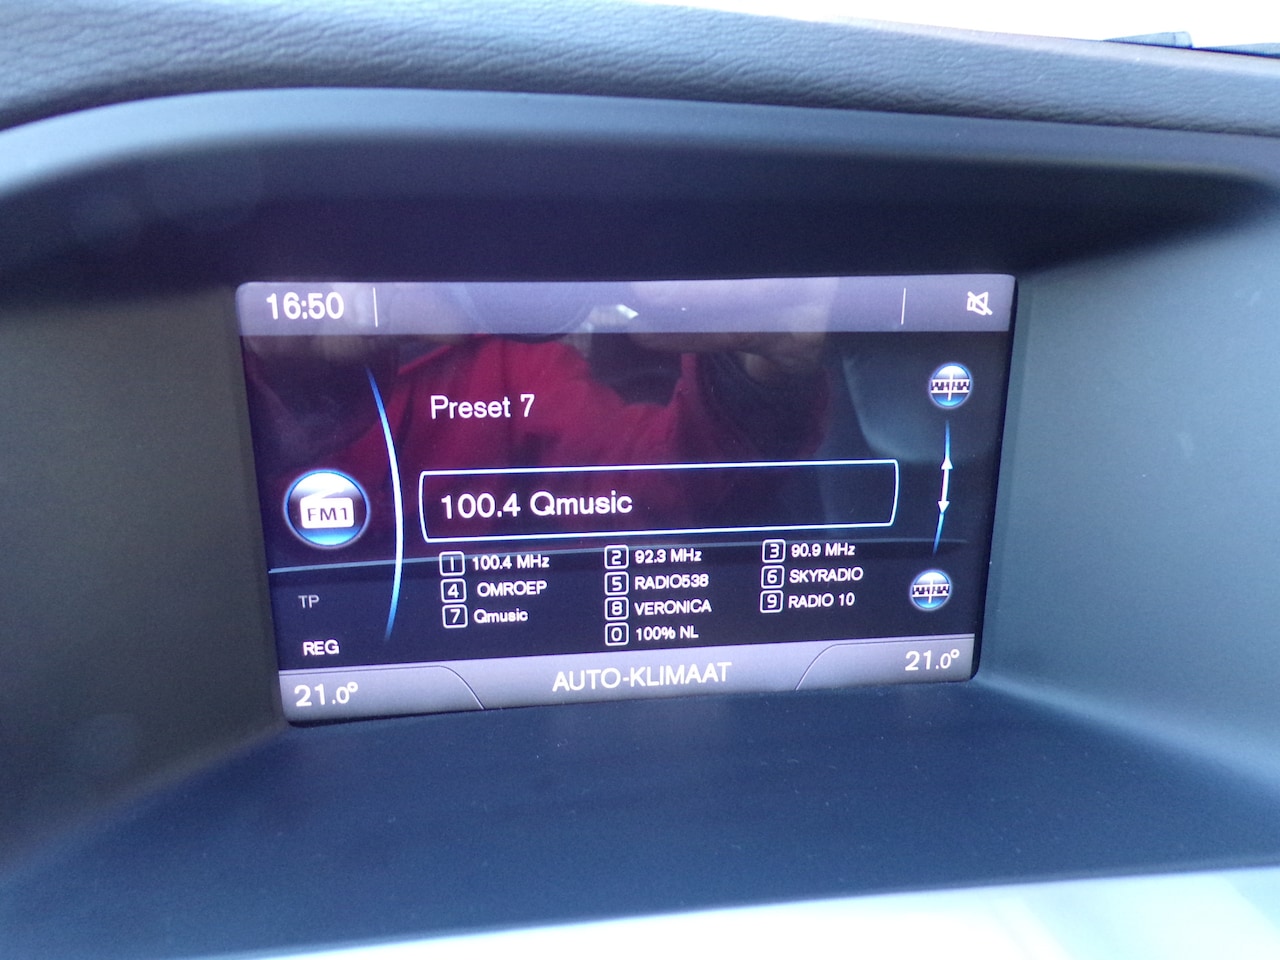 16:50
Preset 7
100.4 Qmusic
FM1
1 100.4 MHz 2 92.3 MHz 3 90.9 MHz
4 OMROEP 5 RADIO538 6 SKYRADIO
7 Qmusic 8 VERONICA 9 RADIO 10
0 100% NL
TP
REG
21.0° AUTO-KLIMAAT 21.0°